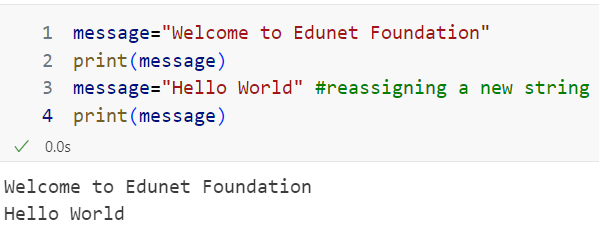 1 message="Welcome to Edunet Foundation"
2 print(message)
3 message="Hello World" #reassigning a new string
4 print(message)
✓ 0.0s
Welcome to Edunet Foundation
Hello World